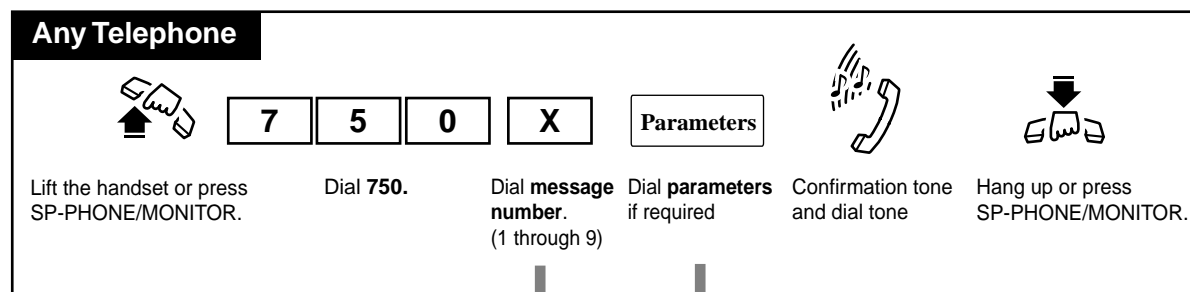 Any Telephone
7 5 0 X Parameters
Lift the handset or press
SP-PHONE/MONITOR.
Dial 750.
Dial message
number.
(1 through 9)
Dial parameters
if required
Confirmation tone
and dial tone
Hang up or press
SP-PHONE/MONITOR.